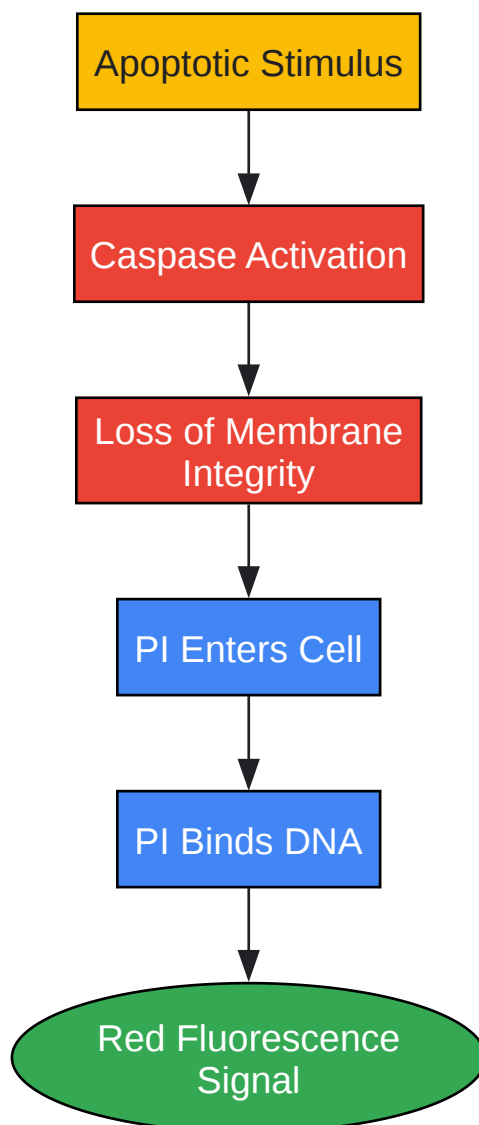 Apoptotic Stimulus
Caspase Activation
Loss of Membrane
Integrity
PI Enters Cell
PI Binds DNA
Red Fluorescence
Signal